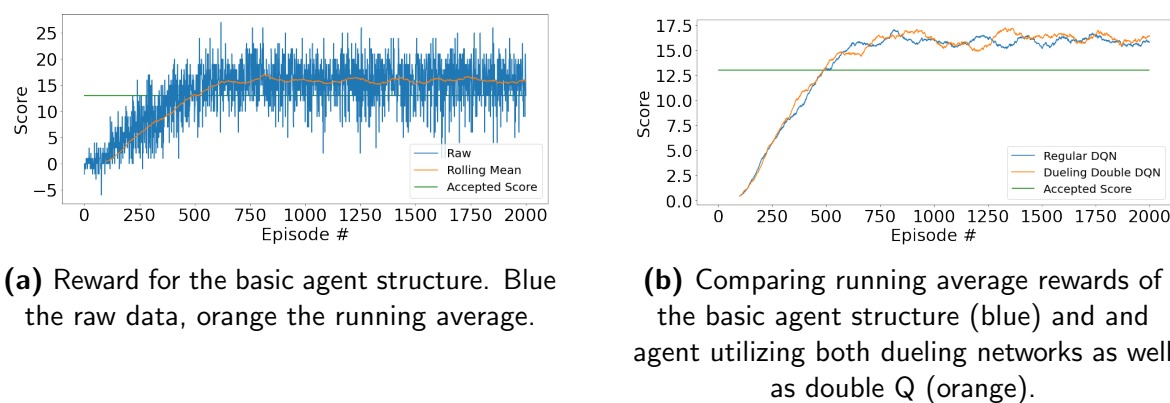 25
20
15
10
5
0
−5
Score
Raw
Rolling Mean
Accepted Score
0 250 500 750 1000 1250 1500 1750 2000
Episode #
(a) Reward for the basic agent structure. Blue
the raw data, orange the running average.
17.5
15.0
12.5
10.0
7.5
5.0
2.5
0.0
Score
Regular DQN
Dueling Double DQN
Accepted Score
0 250 500 750 1000 1250 1500 1750 2000
Episode #
(b) Comparing running average rewards of
the basic agent structure (blue) and and
agent utilizing both dueling networks as well
as double Q (orange).